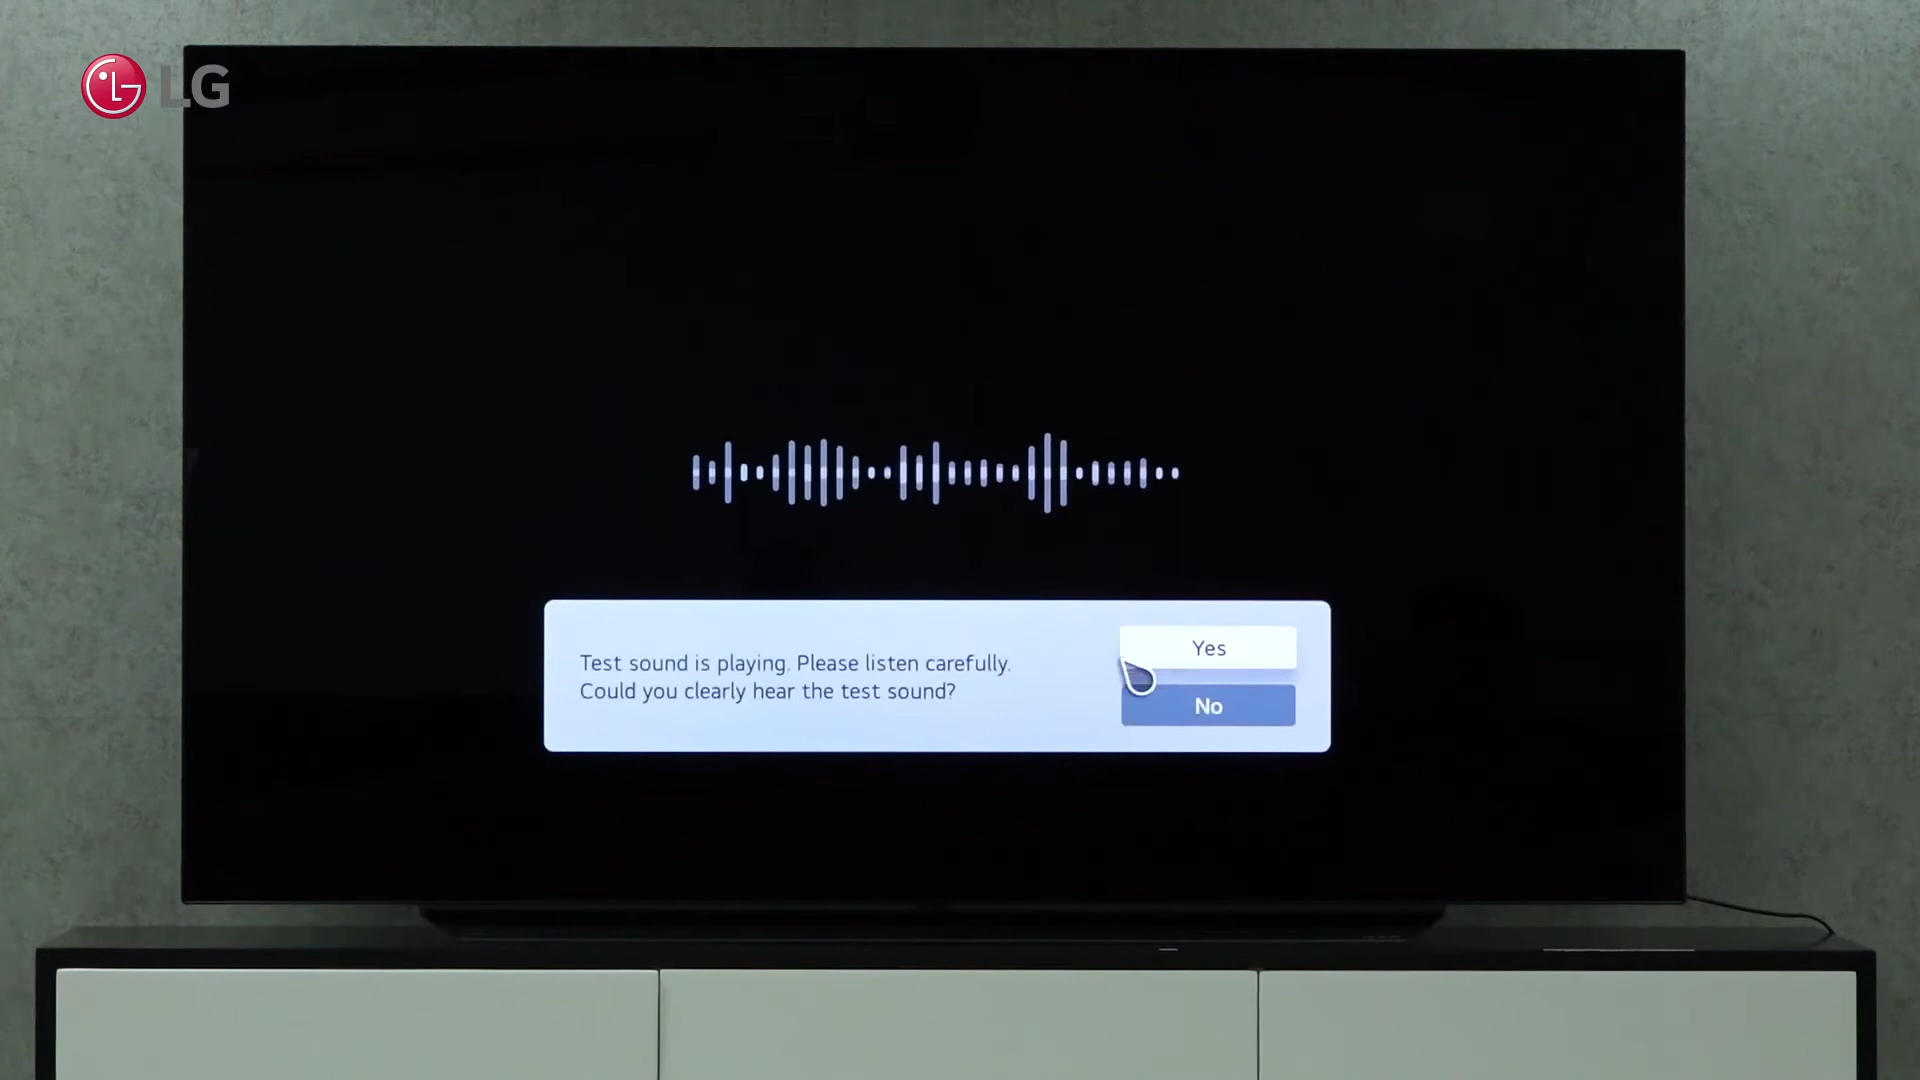 LG
Test sound is playing. Please listen carefully.
Could you clearly hear the test sound?
Yes
No